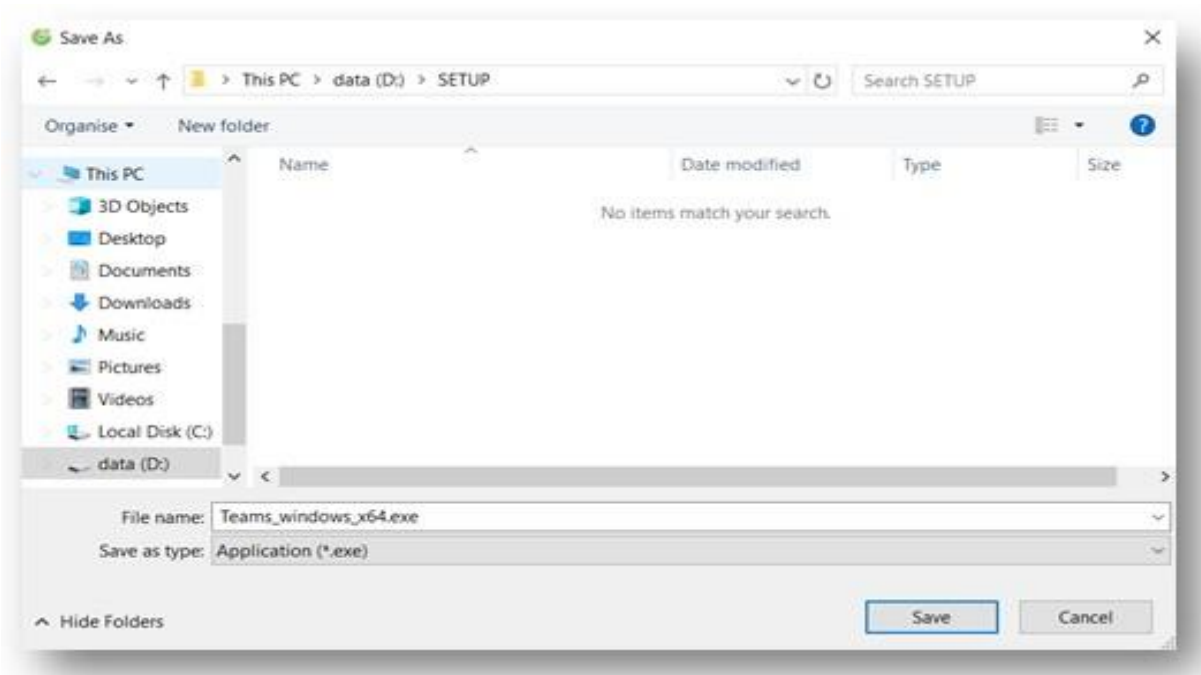 Save As
This PC > data (D:) > SETUP
Search SETUP
Organise
New folder
Name
Date modified
Type
Size
No items match your search.
This PC
3D Objects
Desktop
Documents
Downloads
Music
Pictures
Videos
Local Disk (C:)
data (D:)
File name: Teams_windows_x64.exe
Save as type: Application (*.exe)
Hide Folders
Save
Cancel